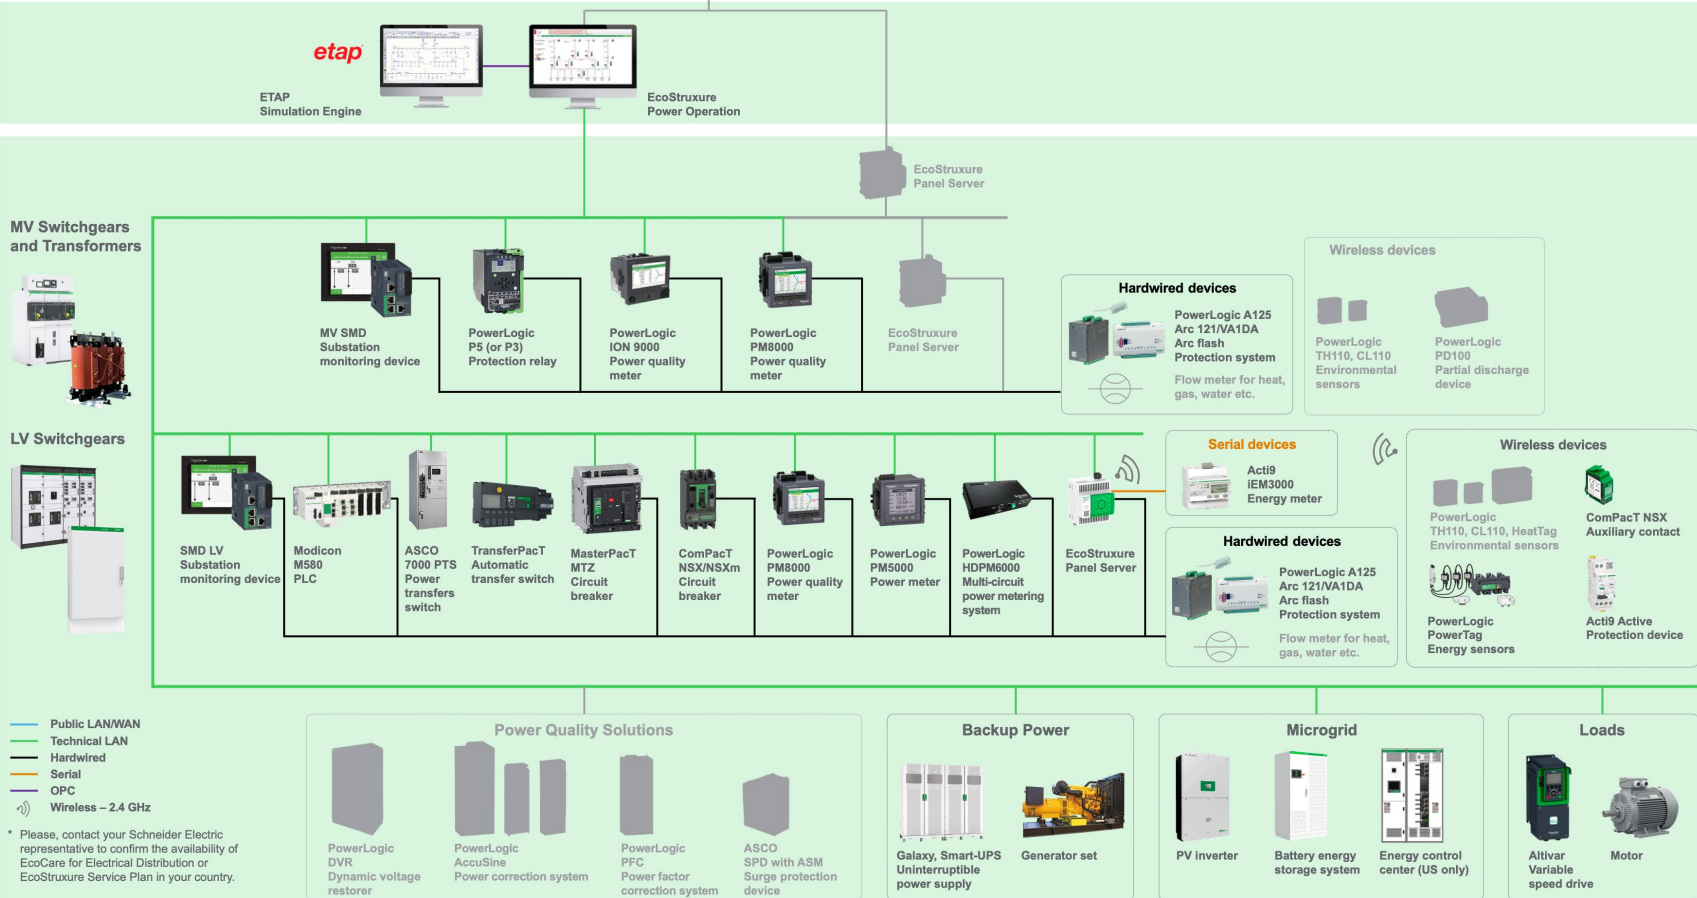 etap
ETAP
Simulation Engine
EcoStruxure
Power Operation
EcoStruxure
Panel Server
MV Switchgears
and Transformers
MV SMD
Substation
monitoring device
PowerLogic
P5 (or P3)
Protection relay
PowerLogic
ION 9000
Power quality
meter
PowerLogic
PM8000
Power quality
meter
EcoStruxure
Panel Server
Hardwired devices
PowerLogic A125
Arc 121/VA1DA
Arc flash
Protection system
Flow meter for heat,
gas, water etc.
Wireless devices
PowerLogic
TH110, CL110
Environmental
sensors
PowerLogic
PD100
Partial discharge
device
LV Switchgears
SMD LV
Substation
monitoring device
Modicon
M580
PLC
ASCO
7000 PTS
Power
transfers
switch
TransferPacT
Automatic
transfer switch
MasterPacT
MTZ
Circuit
breaker
ComPacT
NSX/NSXm
Circuit
breaker
PowerLogic
PM8000
Power quality
meter
PowerLogic
PM5000
Power meter
PowerLogic
HDPM6000
Multi-circuit
power metering
system
EcoStruxure
Panel Server
Serial devices
Acti9
iEM3000
Energy meter
Hardwired devices
PowerLogic A125
Arc 121/VA1DA
Arc flash
Protection system
Flow meter for heat,
gas, water etc.
Wireless devices
PowerLogic
TH110, CL110, HeatTag
Environmental sensors
ComPacT NSX
Auxiliary contact
PowerLogic
PowerTag
Energy sensors
Acti9 Active
Protection device
Public LAN/WAN
Technical LAN
Hardwired
Serial
OPC
Wireless – 2.4 GHz
* Please, contact your Schneider Electric
representative to confirm the availability of
EcoCare for Electrical Distribution or
EcoStruxure Service Plan in your country.
Power Quality Solutions
PowerLogic
DVR
Dynamic voltage
restorer
PowerLogic
AccuSine
Power correction system
PowerLogic
PFC
Power factor
correction system
ASCO
SPD with ASM
Surge protection
device
Backup Power
Galaxy, Smart-UPS
Uninterruptible
power supply
Generator set
Microgrid
PV inverter
Battery energy
storage system
Energy control
center (US only)
Loads
Altivar
Variable
speed drive
Motor